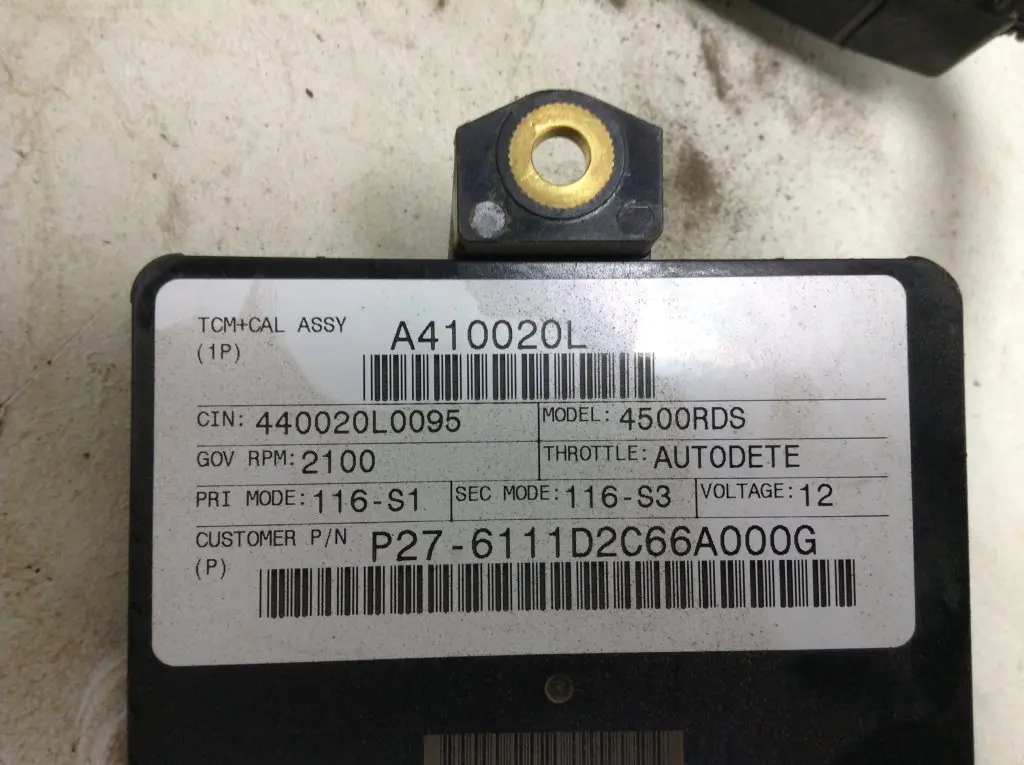 TCM+CAL ASSY A410020L
(1P)
CIN: 440020L0095 MODEL: 4500RDS
GOV RPM: 2100 THROTTLE: AUTODETE
PRI MODE: 116-S1 SEC MODE: 116-S3 VOLTAGE: 12
CUSTOMER P/N P27-6111D2C66A000G
(P)